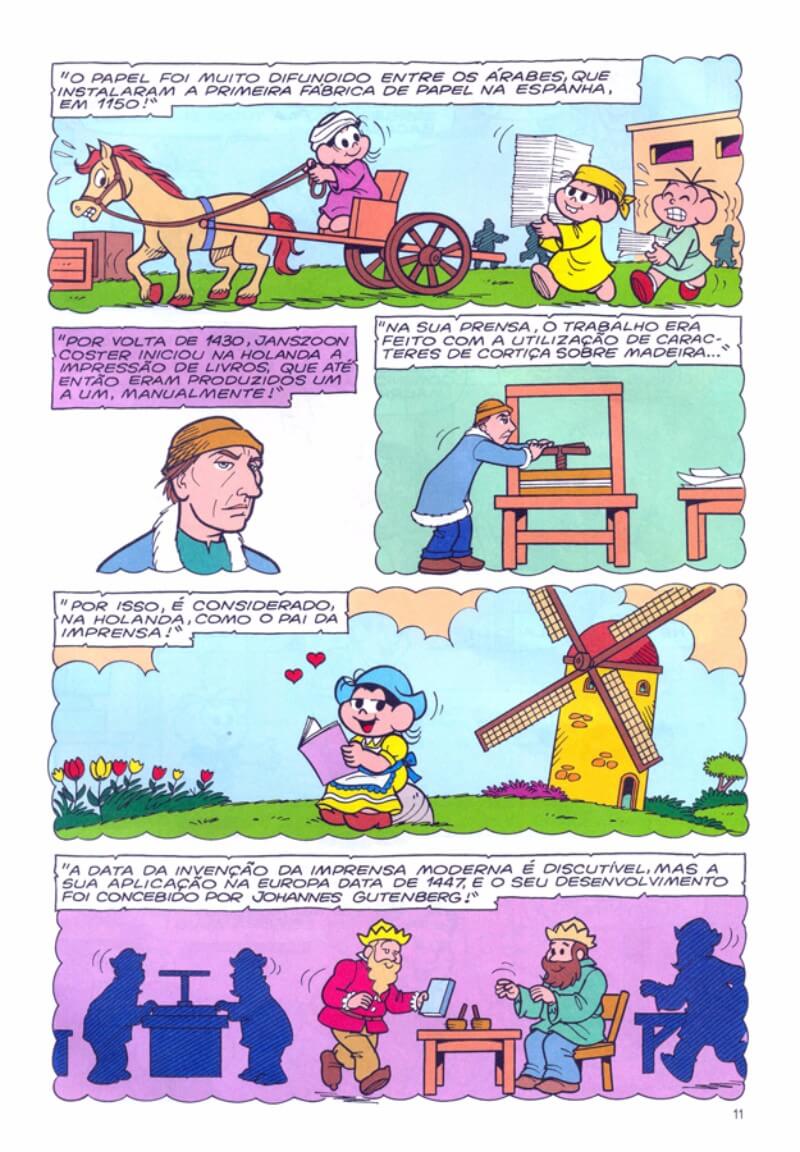 "O PAPEL FOI MUITO DIFUNDIDO ENTRE OS ÁRABES, QUE
INSTALARAM A PRIMEIRA FÁBRICA DE PAPEL NA ESPANHA,
EM 1150!"
"POR VOLTA DE 1430, JANSZOON
COSTER INICIOU NA HOLANDA A
IMPRESSÃO DE LIVROS, QUE ATÉ
ENTÃO ERAM PRODUZIDOS UM
A UM, MANUALMENTE!"
"NA SUA PRENSA, O TRABALHO ERA
FEITO COM A UTILIZAÇÃO DE CARAC-
TERES DE CORTIÇA SOBRE MADEIRA..."
"POR ISSO, É CONSIDERADO,
NA HOLANDA, COMO O PAI DA
IMPRENSA!"
"A DATA DA INVENÇÃO DA IMPRENSA MODERNA É DISCUTÍVEL, MAS A
SUA APLICAÇÃO NA EUROPA DATA DE 1447, E O SEU DESENVOLVIMENTO
FOI CONCEBIDO POR JOHANNES GUTENBERG!"
11